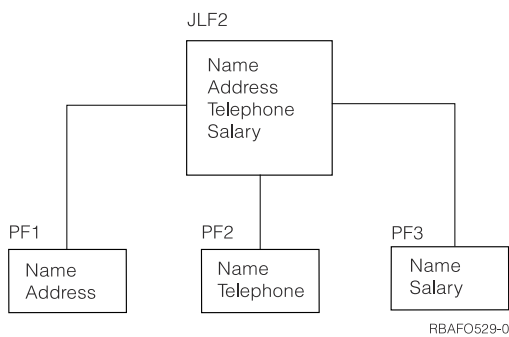 JLF2
Name
Address
Telephone
Salary
PF1
Name
Address
PF2
Name
Telephone
PF3
Name
Salary
RBAFO529-0